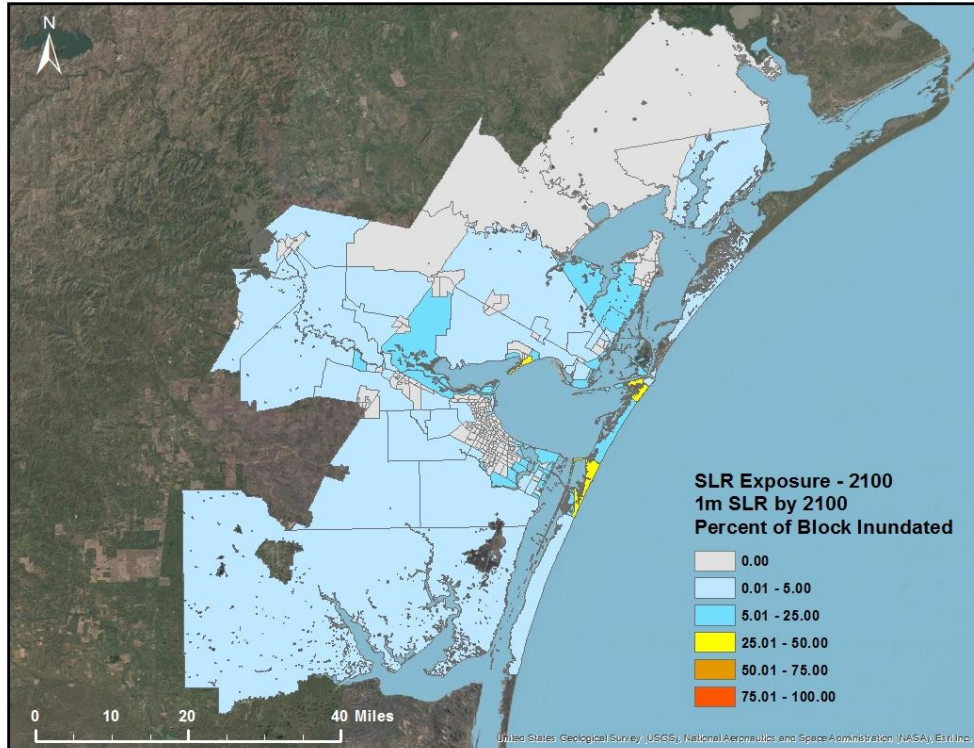 N
SLR Exposure - 2100
1m SLR by 2100
Percent of Block Inundated
0.00
0.01 - 5.00
5.01 - 25.00
25.01 - 50.00
50.01 - 75.00
75.01 - 100.00
0 20 40 Miles
United States Geological Survey (USGS), National Aeronautics and Space Administration (NASA), Esri Inc.